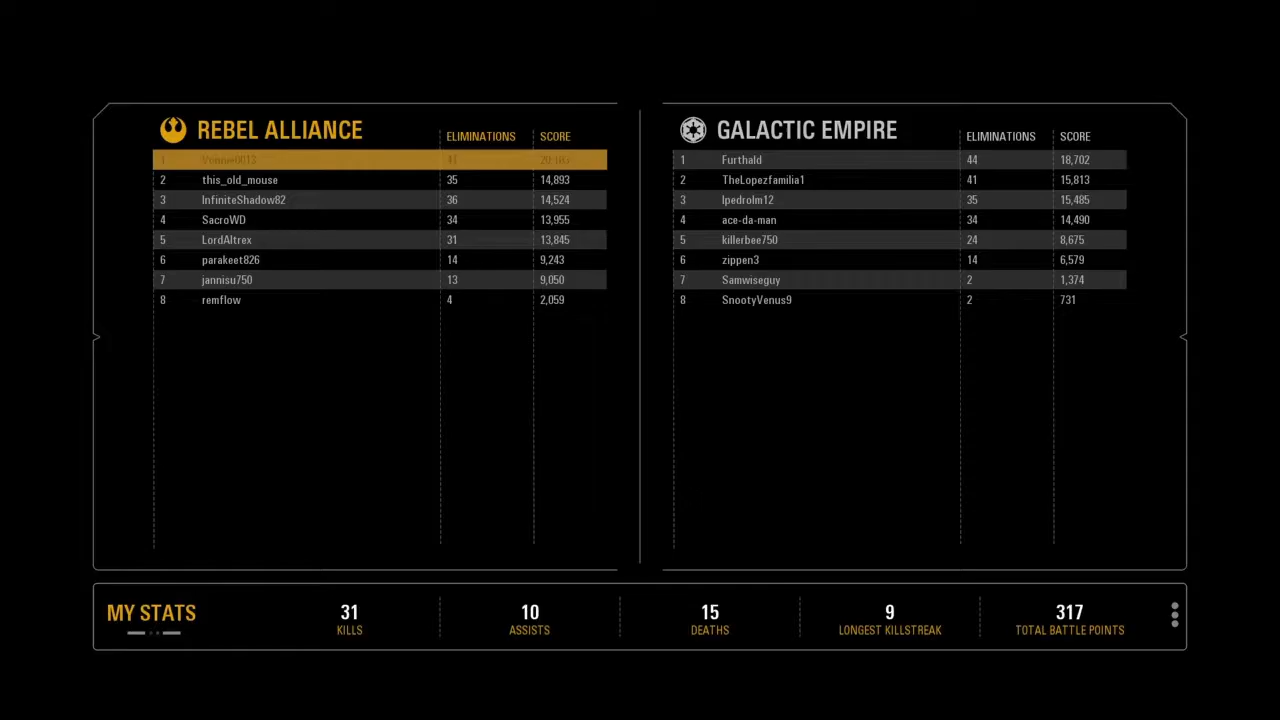 REBEL ALLIANCE ELIMINATIONS SCORE
1
2 this_old_mouse 35 14,893
3 InfiniteShadow82 36 14,524
4 SacroWD 34 13,955
5 LordAltrex 31 13,845
6 parakeet826 14 9,243
7 jannisu750 13 9,050
8 remflow 4 2,059
GALACTIC EMPIRE ELIMINATIONS SCORE
1 Furthald 44 18,702
2 TheLopezfamilia1 41 15,813
3 lpedrolm12 35 15,485
4 ace-da-man 34 14,490
5 killerbee750 24 8,675
6 zippen3 14 6,579
7 Samwiseguy 2 1,374
8 SnootyVenus9 2 731
MY STATS
31 10 15 9 317
KILLS ASSISTS DEATHS LONGEST KILLSTREAK TOTAL BATTLE POINTS